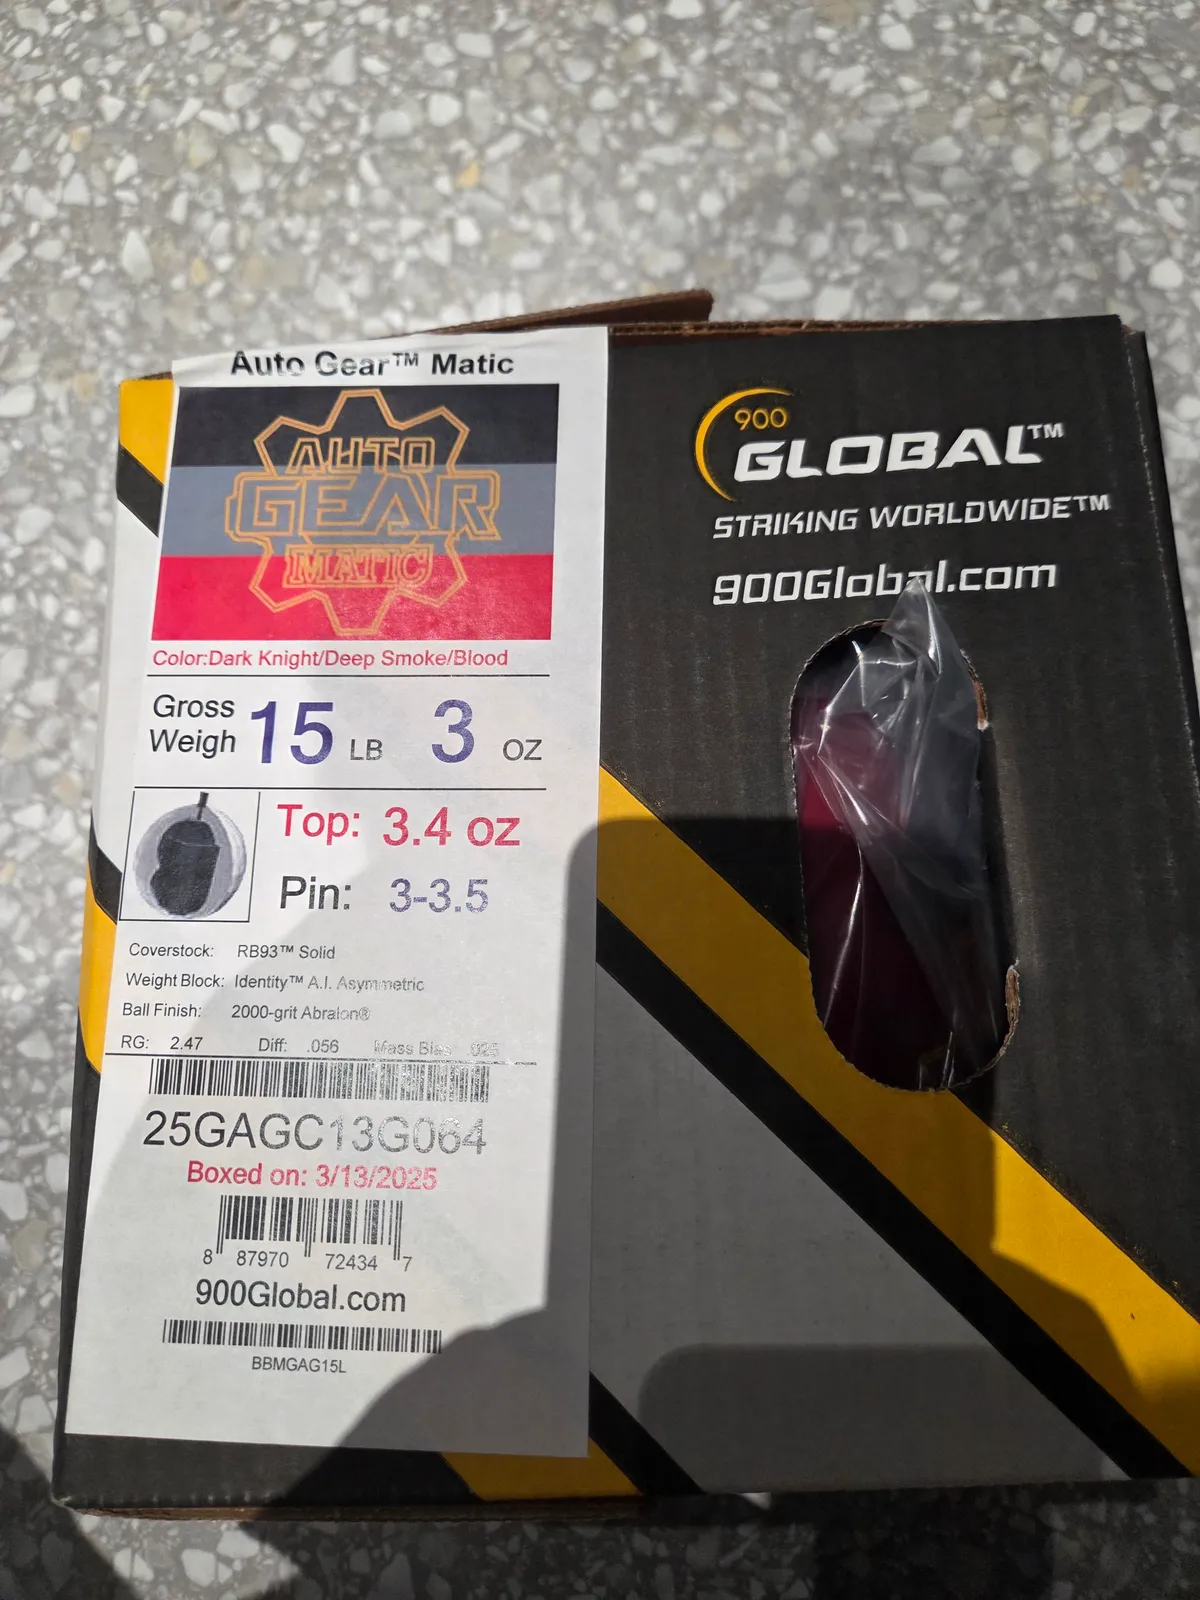 Auto Gear™ Matic
AUTO
GEAR
MATIC
Color:Dark Knight/Deep Smoke/Blood
Gross
Weigh 15 LB 3 OZ
Top: 3.4 oz
Pin: 3-3.5
Coverstock: RB93™ Solid
Weight Block: Identity™ A.I. Asymmetric
Ball Finish: 2000-grit Abralon®
RG: 2.47 Diff: .056 Mass Bias .025
25GAGC13G064
Boxed on: 3/13/2025
8 87970 72434 7
900Global.com
BBMGAG15L
900
GLOBAL™
STRIKING WORLDWIDE™
900Global.com